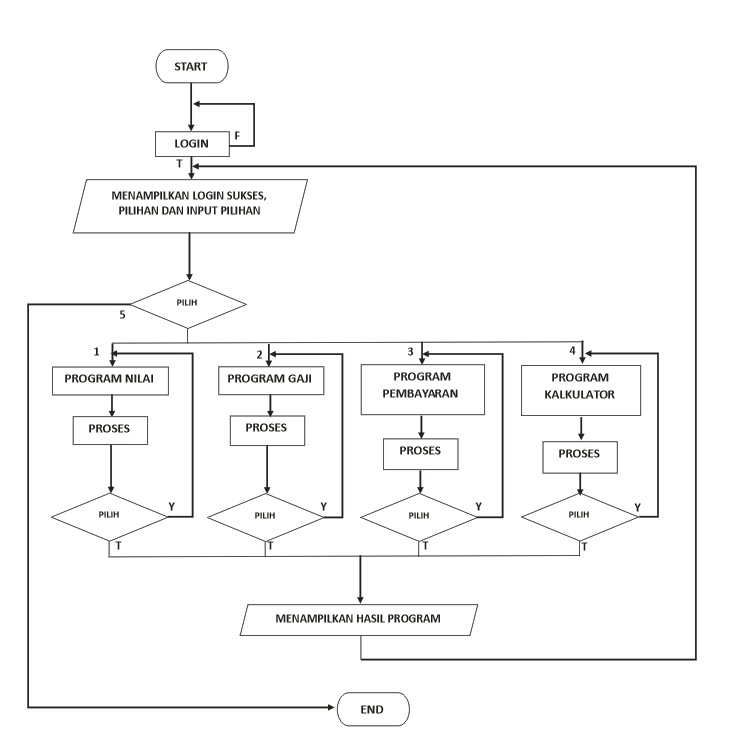 START
F
LOGIN
T
MENAMPILKAN LOGIN SUKSES,
PILIHAN DAN INPUT PILIHAN
PILIH
5
1
2
3
4
PROGRAM NILAI
PROGRAM GAJI
PROGRAM
PEMBAYARAN
PROGRAM
KALKULATOR
PROSES
PROSES
PROSES
PROSES
PILIH
Y
PILIH
Y
PILIH
Y
PILIH
Y
T
T
T
T
MENAMPILKAN HASIL PROGRAM
END